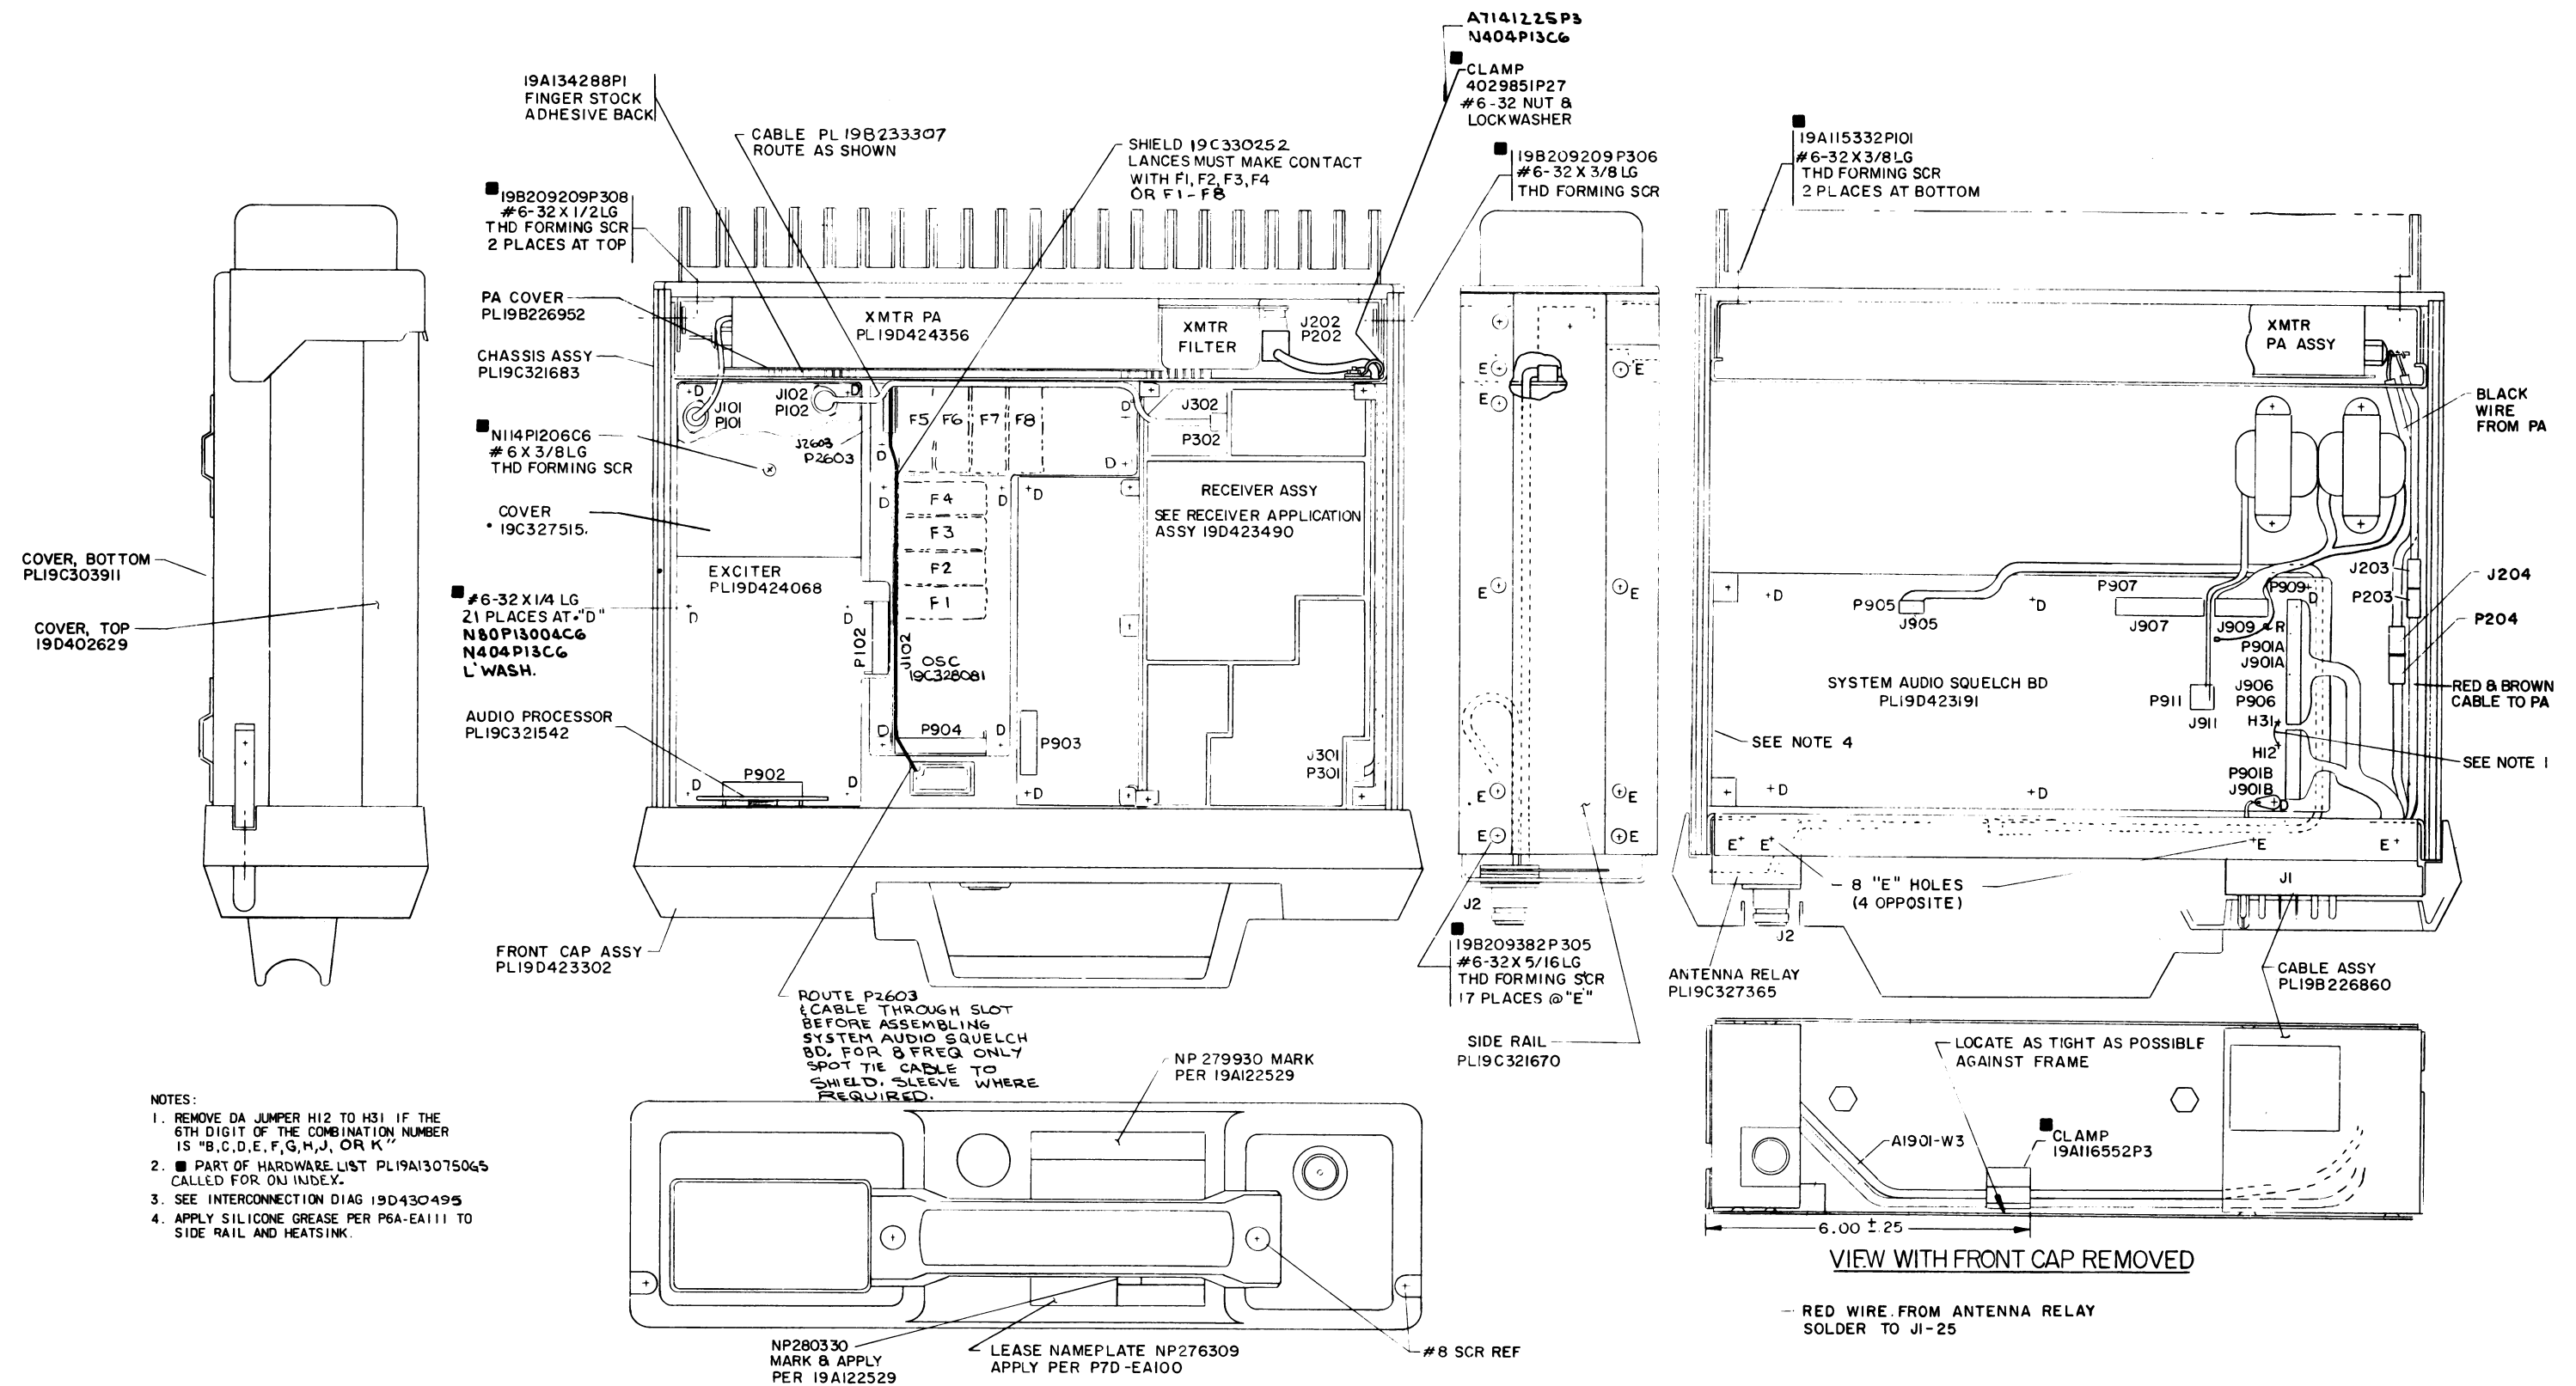 A7141225P3
N404P13C6
CLAMP
4029851P27
#6-32 NUT &
LOCKWASHER
19A134288P1
FINGER STOCK
ADHESIVE BACK
CABLE PL 19B233307
ROUTE AS SHOWN
SHIELD 19C330252
LANCES MUST MAKE CONTACT
WITH F1, F2, F3, F4
OR F1-F8
19B209209P306
#6-32 X 3/8 LG
THD FORMING SCR
19A115332P101
#6-32 X 3/8 LG
THD FORMING SCR
2 PLACES AT BOTTOM
19B209209P308
#6-32 X 1/2 LG
THD FORMING SCR
2 PLACES AT TOP
PA COVER
PL19B226952
CHASSIS ASSY
PL19C321683
N114P1206C6
#6 X 3/8 LG
THD FORMING SCR
COVER
19C327515.
#6-32 X 1/4 LG
21 PLACES AT "D"
N80P13004C6
N404P13C6
L'WASH.
AUDIO PROCESSOR
PL19C321542
COVER, BOTTOM
PL19C303911
COVER, TOP
19D402629
FRONT CAP ASSY
PL19D423302
XMTR PA
PL19D424356
XMTR
FILTER
J202
P202
D
J101
P101
J102
P102
D
J2603
P2603
D
F5
F6
F7
F8
D
D
J302
P302
D
D
D
F4
F3
F2
F1
RECEIVER ASSY
SEE RECEIVER APPLICATION
ASSY 19D423490
EXCITER
PL19D424068
D
D
P102
J102
OSC
19C328081
D
P904
D
P903
J301
P301
D
P902
D
D
ROUTE P2603
& CABLE THROUGH SLOT
BEFORE ASSEMBLING
SYSTEM AUDIO SQUELCH
BD. FOR 8 FREQ ONLY
SPOT TIE CABLE TO
SHIELD. SLEEVE WHERE
REQUIRED.
E
E
E
E
E
E
E
E
E
J2
19B209382P305
#6-32 X 5/16 LG
THD FORMING SCR
17 PLACES @ "E"
SIDE RAIL
PL19C321670
XMTR
PA ASSY
BLACK
WIRE
FROM PA
J203
P203
J204
P204
RED & BROWN
CABLE TO PA
P905
J905
D
D
P907
J907
P909
D
J909
R
P901A
J901A
J906
P906
H31
H12
P911
J911
P901B
J901B
D
SEE NOTE 1
SYSTEM AUDIO SQUELCH BD
PL19D423191
SEE NOTE 4
D
D
E
E
E
E
8 "E" HOLES
(4 OPPOSITE)
J1
J2
ANTENNA RELAY
PL19C327365
CABLE ASSY
PL19B226860
LOCATE AS TIGHT AS POSSIBLE
AGAINST FRAME
A1901-W3
CLAMP
19A116552P3
6.00 ±.25
VIEW WITH FRONT CAP REMOVED
RED WIRE FROM ANTENNA RELAY
SOLDER TO J1-25
NP 279930 MARK
PER 19A122529
NP280330
MARK & APPLY
PER 19A122529
LEASE NAMEPLATE NP276309
APPLY PER P7D-EA100
#8 SCR REF
NOTES:
1. REMOVE DA JUMPER H12 TO H31 IF THE
6TH DIGIT OF THE COMBINATION NUMBER
IS "B,C,D,E,F,G,H,J, OR K"
2. ■ PART OF HARDWARE LIST PL19A130750G5
CALLED FOR ON INDEX.
3. SEE INTERCONNECTION DIAG 19D430495
4. APPLY SILICONE GREASE PER P6A-EA111 TO
SIDE RAIL AND HEATSINK.